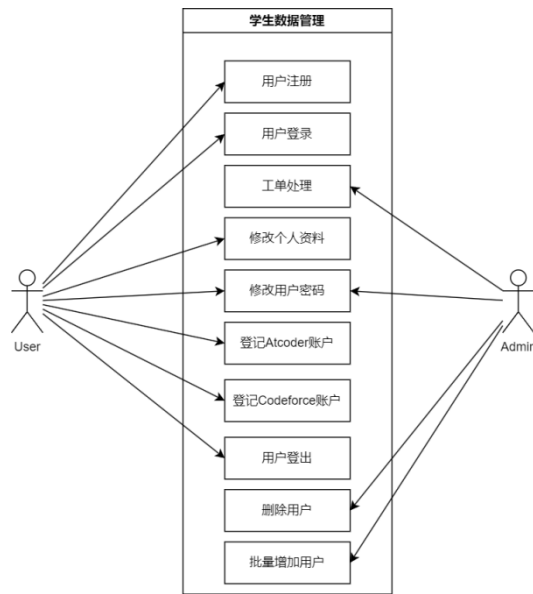 学生数据管理
用户注册
用户登录
工单处理
修改个人资料
修改用户密码
登记Atcoder账户
登记Codeforce账户
用户登出
删除用户
批量增加用户
User
Admin